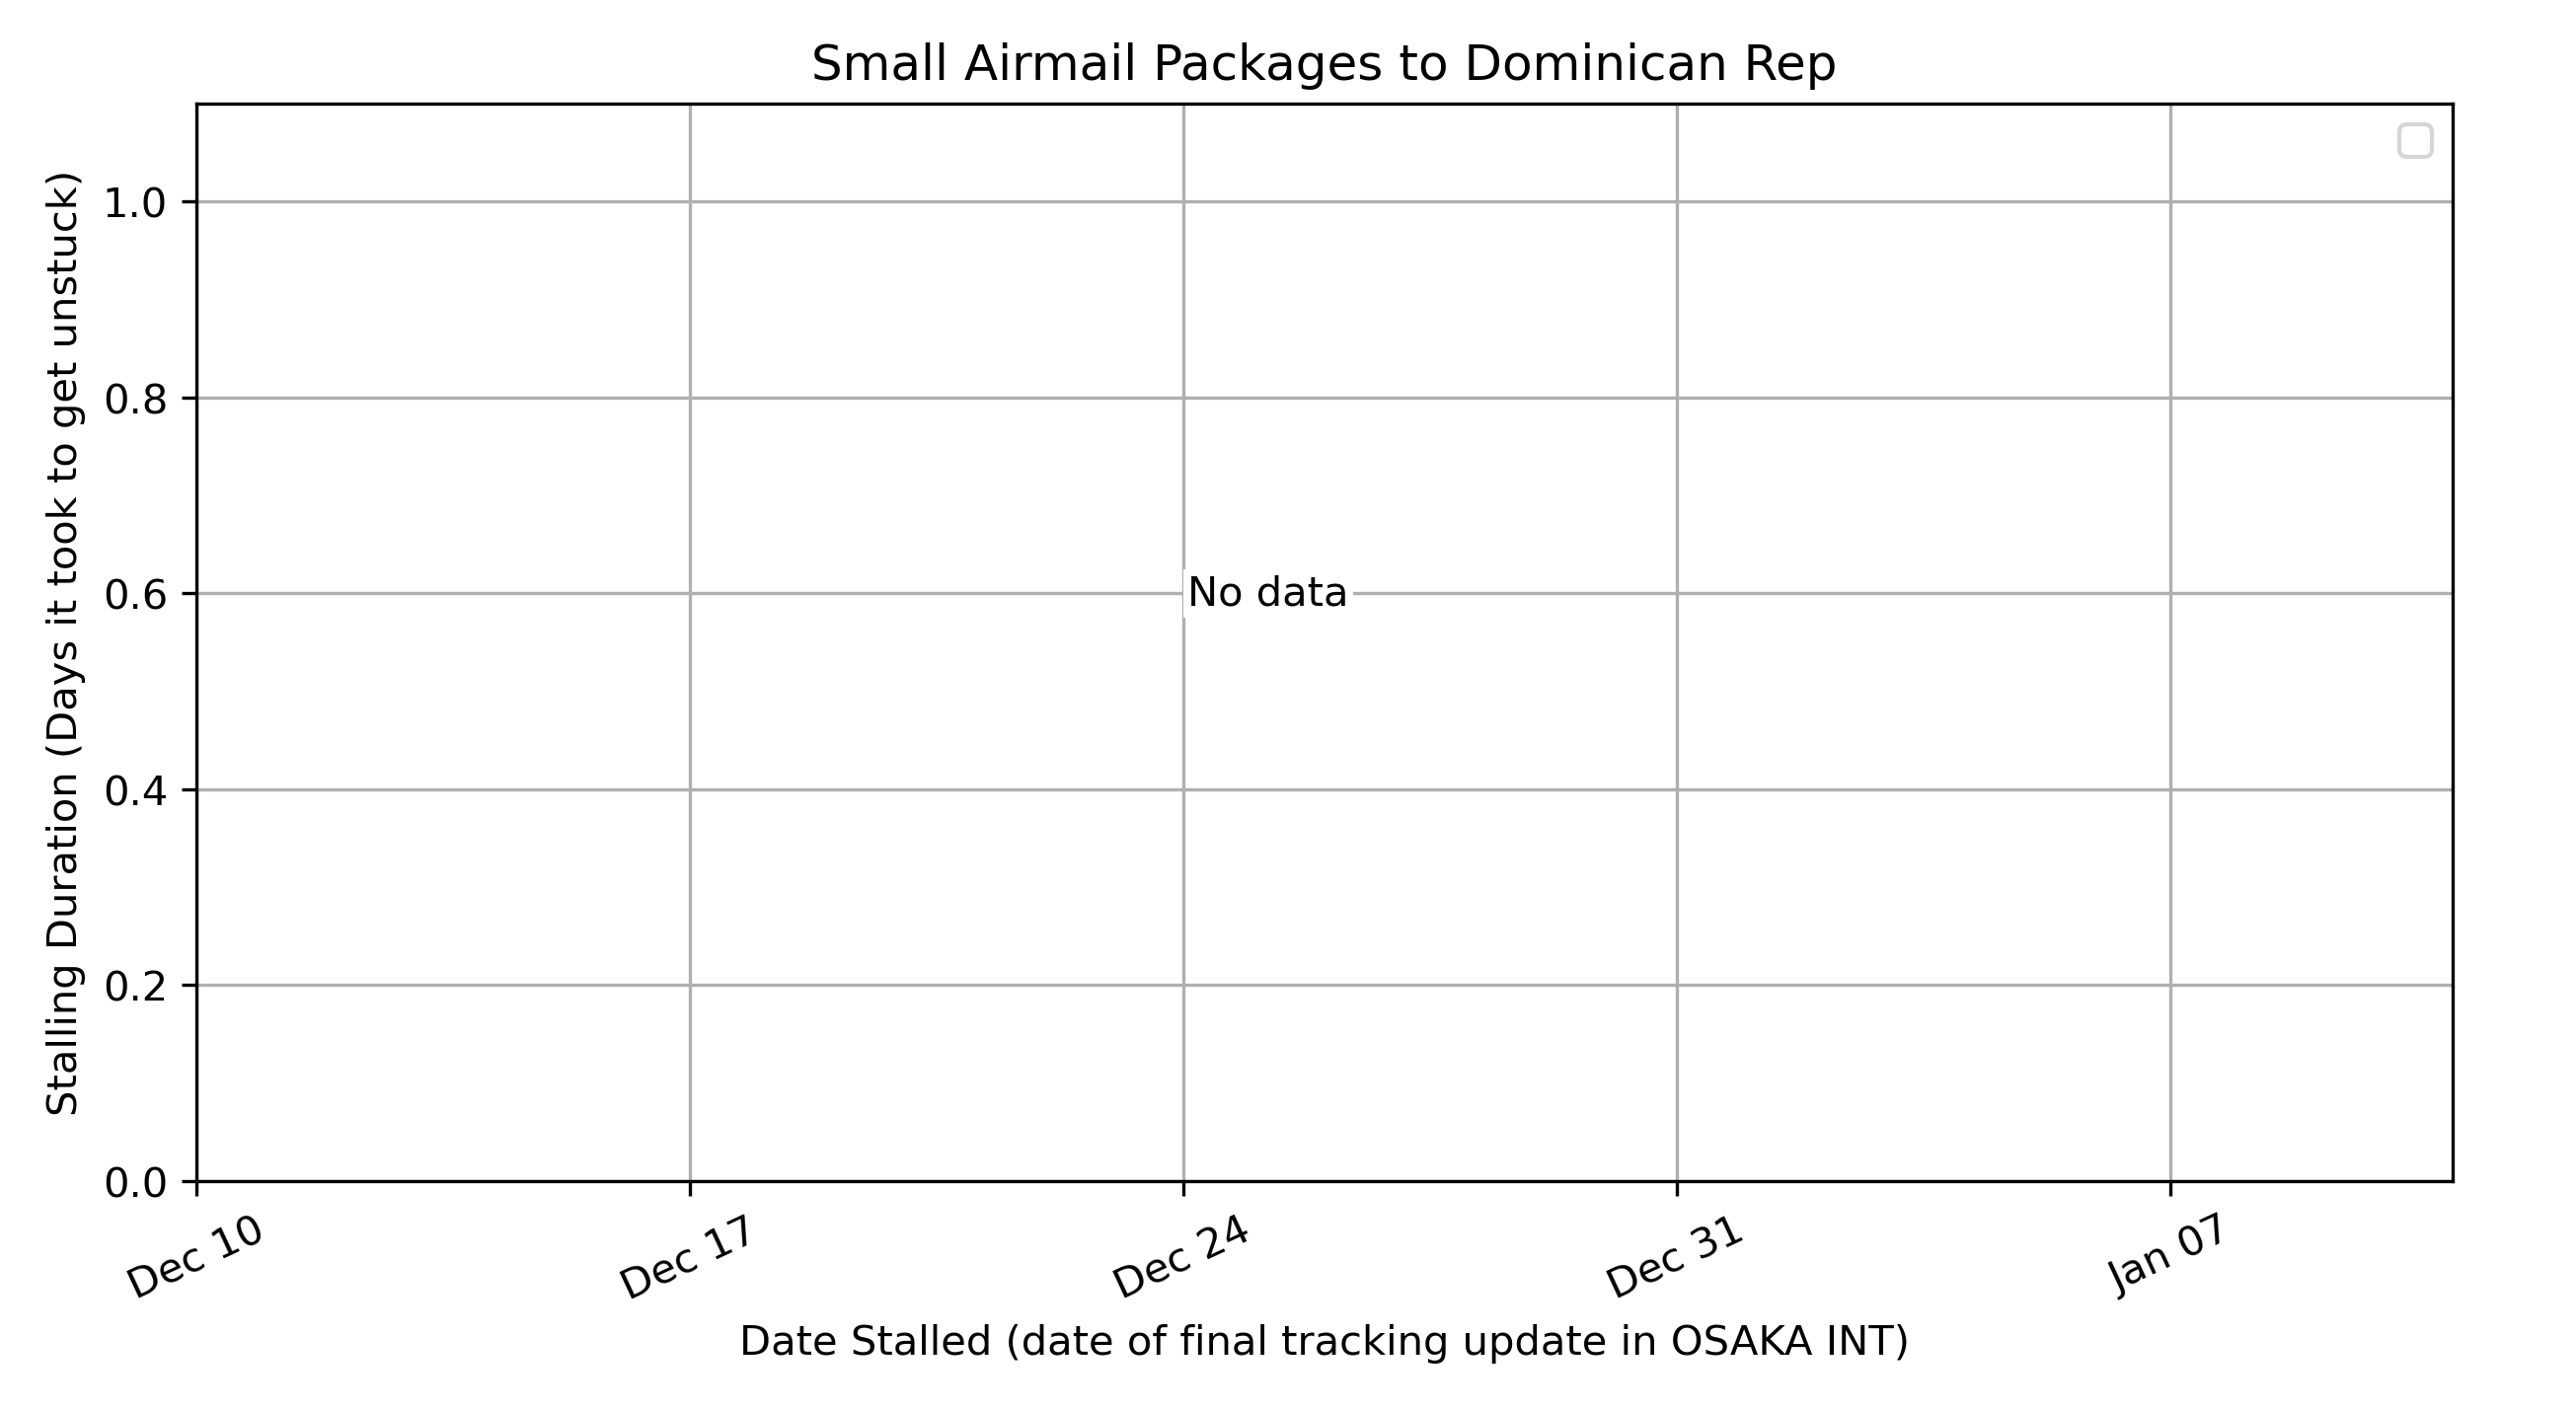 Small Airmail Packages to Dominican Rep
Stalling Duration (Days it took to get unstuck)
1.0
0.8
0.6
0.4
0.2
0.0
No data
Dec 10
Dec 17
Dec 24
Dec 31
Jan 07
Date Stalled (date of final tracking update in OSAKA INT)